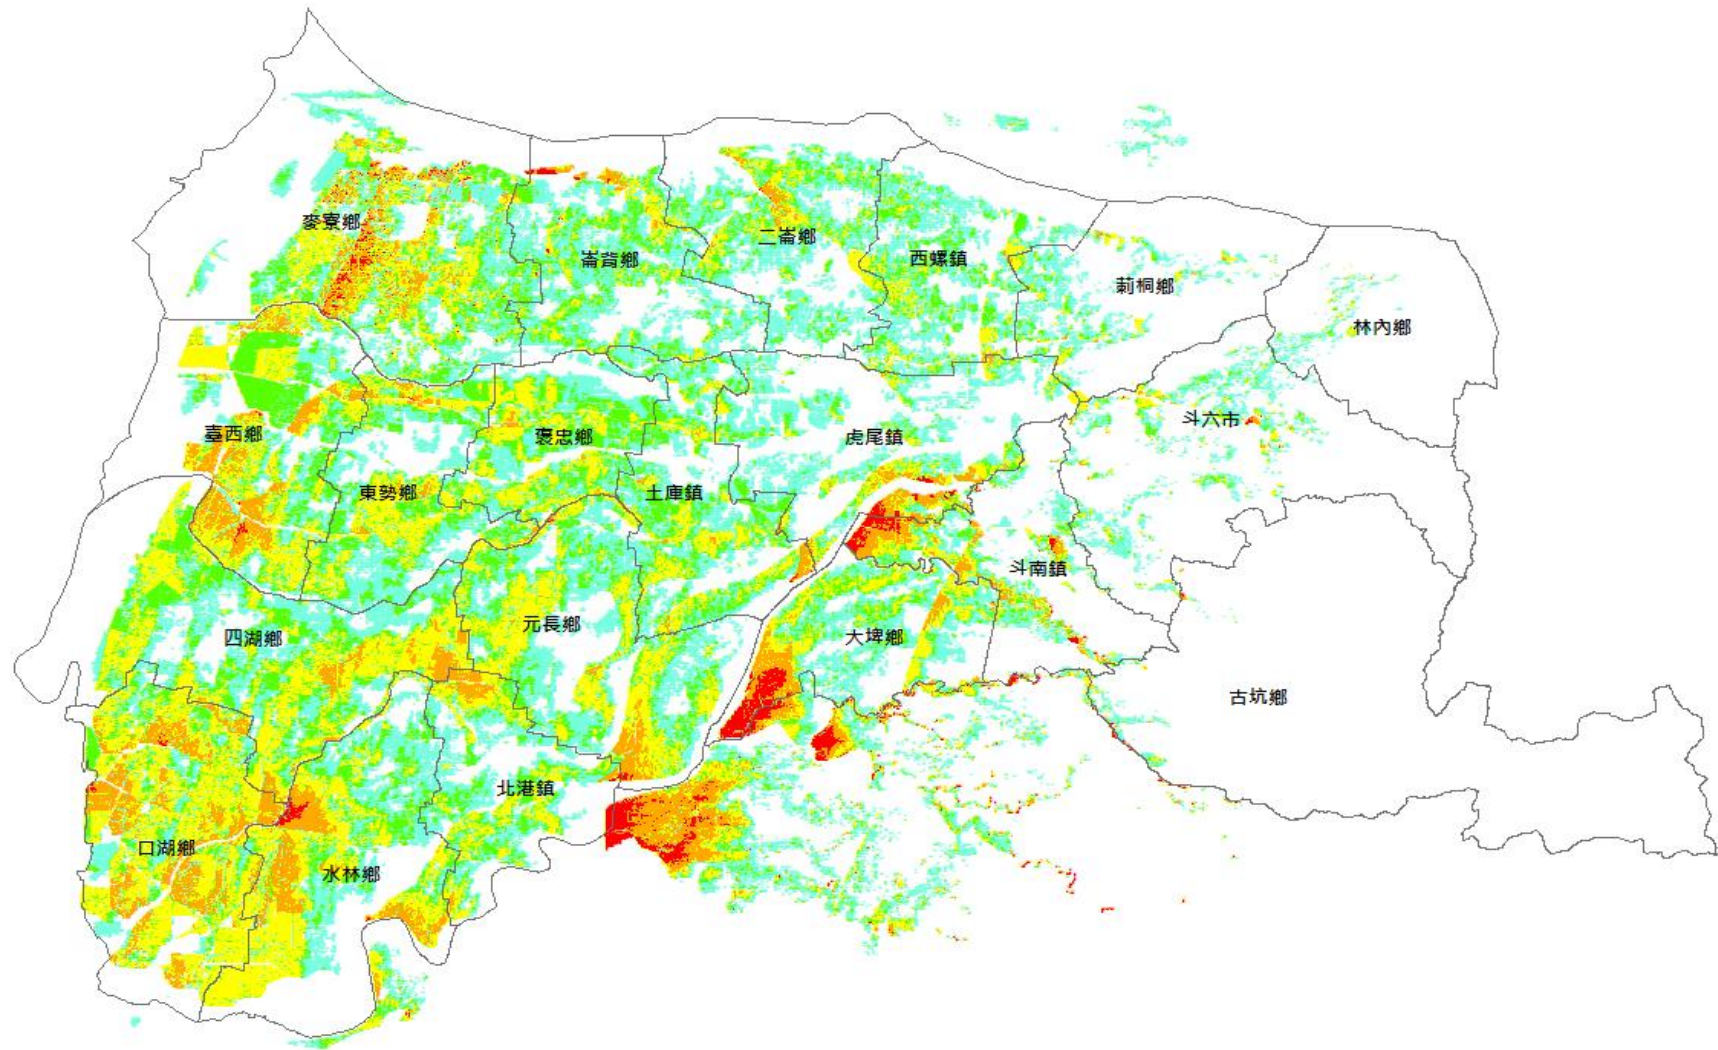 麥寮鄉
崙背鄉
二崙鄉
西螺鎮
莿桐鄉
林內鄉
臺西鄉
東勢鄉
褒忠鄉
土庫鎮
虎尾鎮
斗六市
四湖鄉
元長鄉
大埤鄉
斗南鎮
古坑鄉
口湖鄉
水林鄉
北港鎮